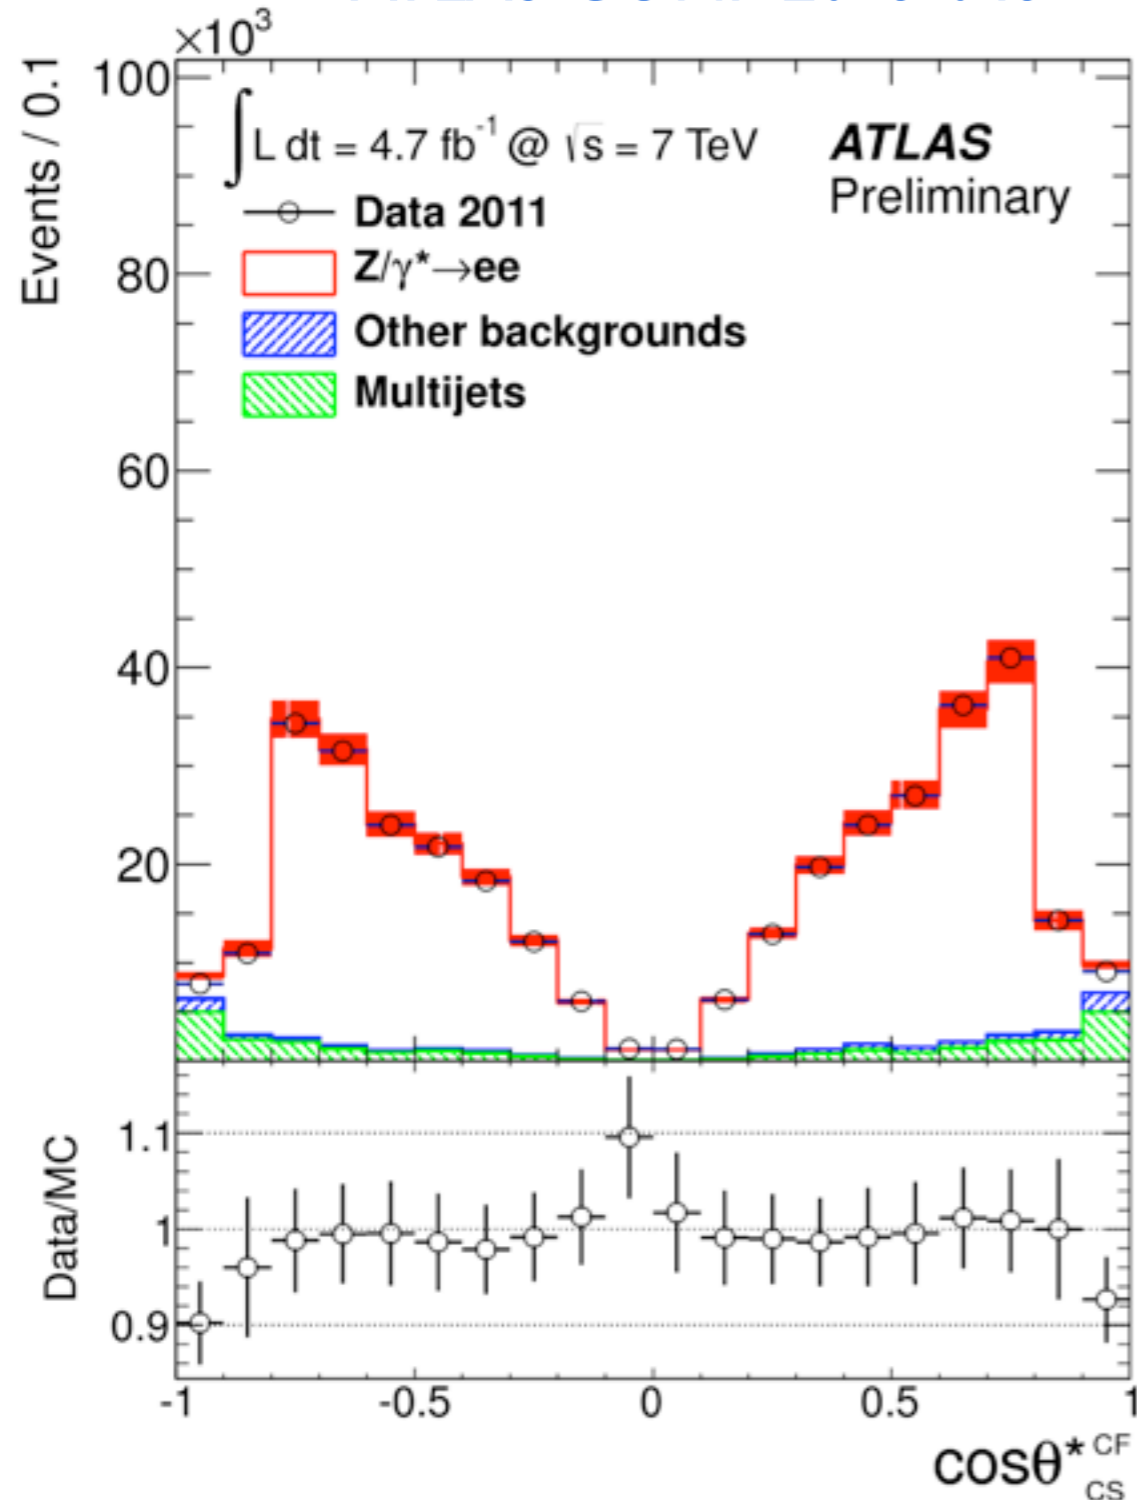 ×10³
Events / 0.1
100
80
60
40
20
∫L dt = 4.7 fb⁻¹ @ √s = 7 TeV
ATLAS
Preliminary
Data 2011
Z/γ*→ee
Other backgrounds
Multijets
Data/MC
1.1
1
0.9
-1 -0.5 0 0.5 1
cosθ*CF CS